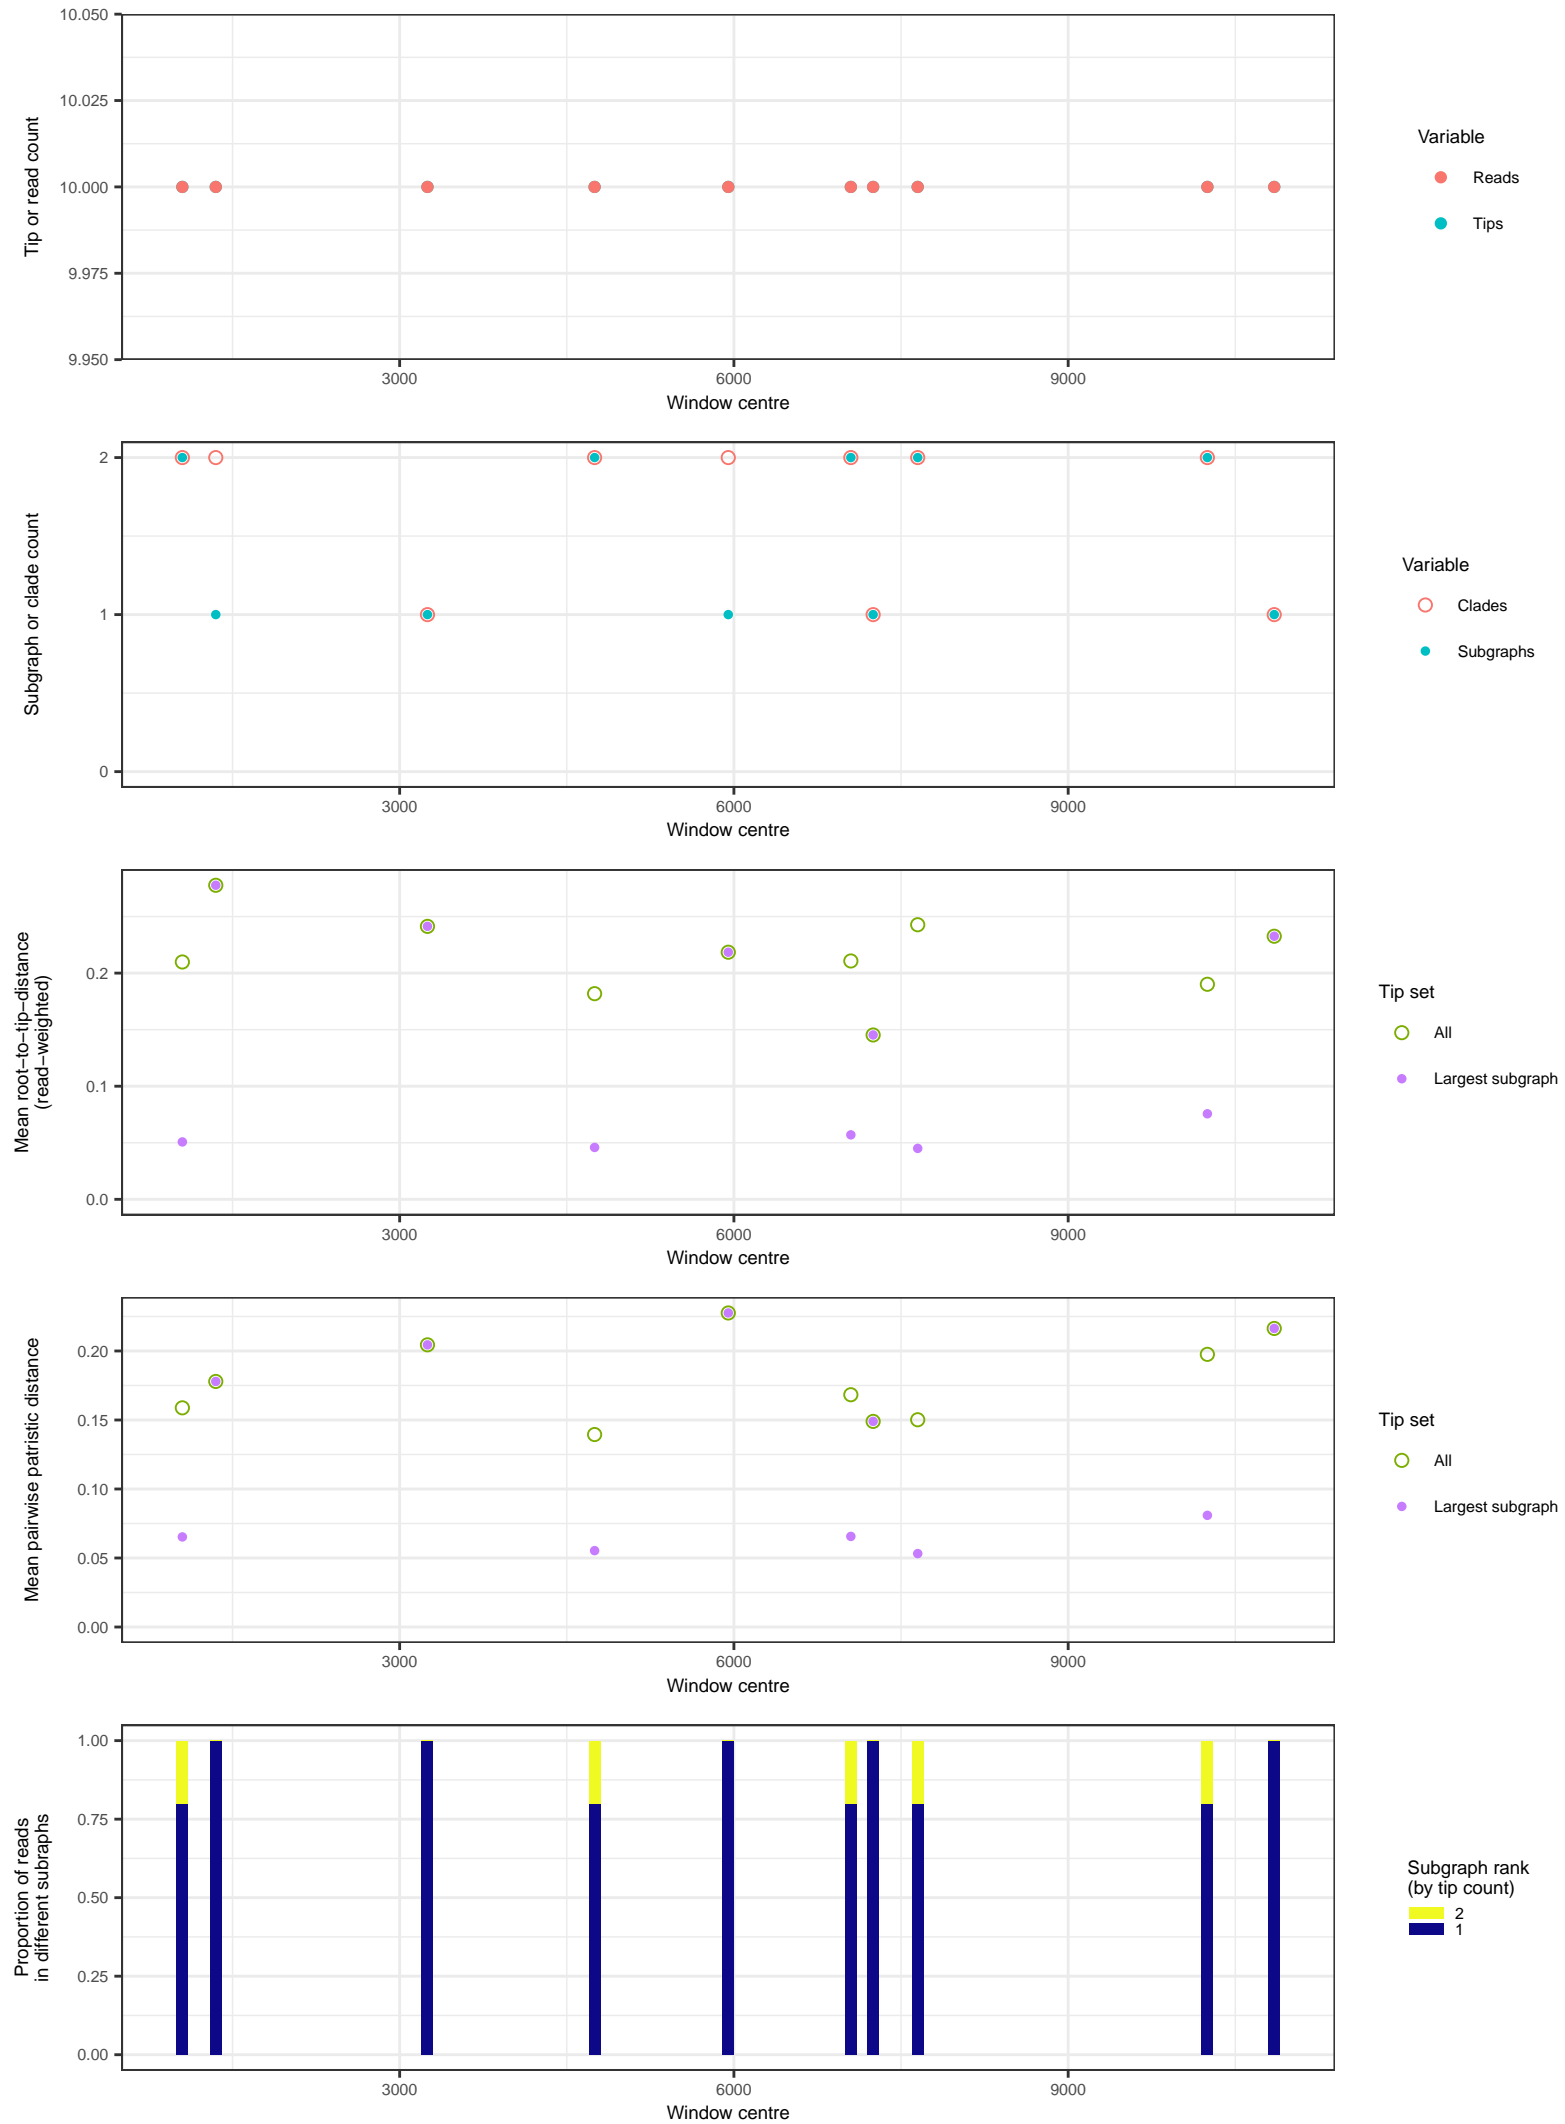 10.050
10.025
10.000
9.975
9.950
Tip or read count
3000 6000 9000
Window centre
Variable
Reads
Tips
2
1
0
Subgraph or clade count
3000 6000 9000
Window centre
Variable
Clades
Subgraphs
0.2
0.1
0.0
Mean root−to−tip−distance
(read−weighted)
3000 6000 9000
Window centre
Tip set
All
Largest subgraph
0.20
0.15
0.10
0.05
0.00
Mean pairwise patristic distance
3000 6000 9000
Window centre
Tip set
All
Largest subgraph
1.00
0.75
0.50
0.25
0.00
Proportion of reads
in different subraphs
3000 6000 9000
Window centre
Subgraph rank
(by tip count)
2
1